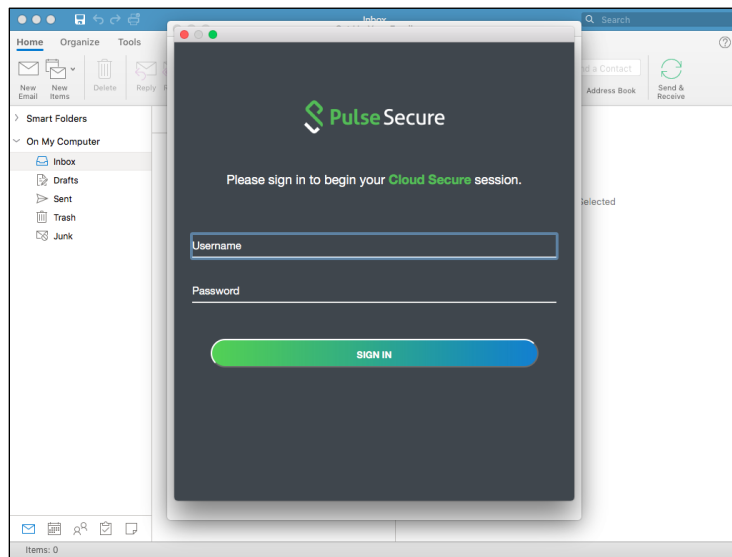 Inbox
Search
Home Organize Tools
New Email
New Items
Delete
Reply
Address Book
Send & Receive
Smart Folders
On My Computer
Inbox
Drafts
Sent
Trash
Junk
Pulse Secure
Please sign in to begin your Cloud Secure session.
Username
Password
SIGN IN
Selected
Items: 0